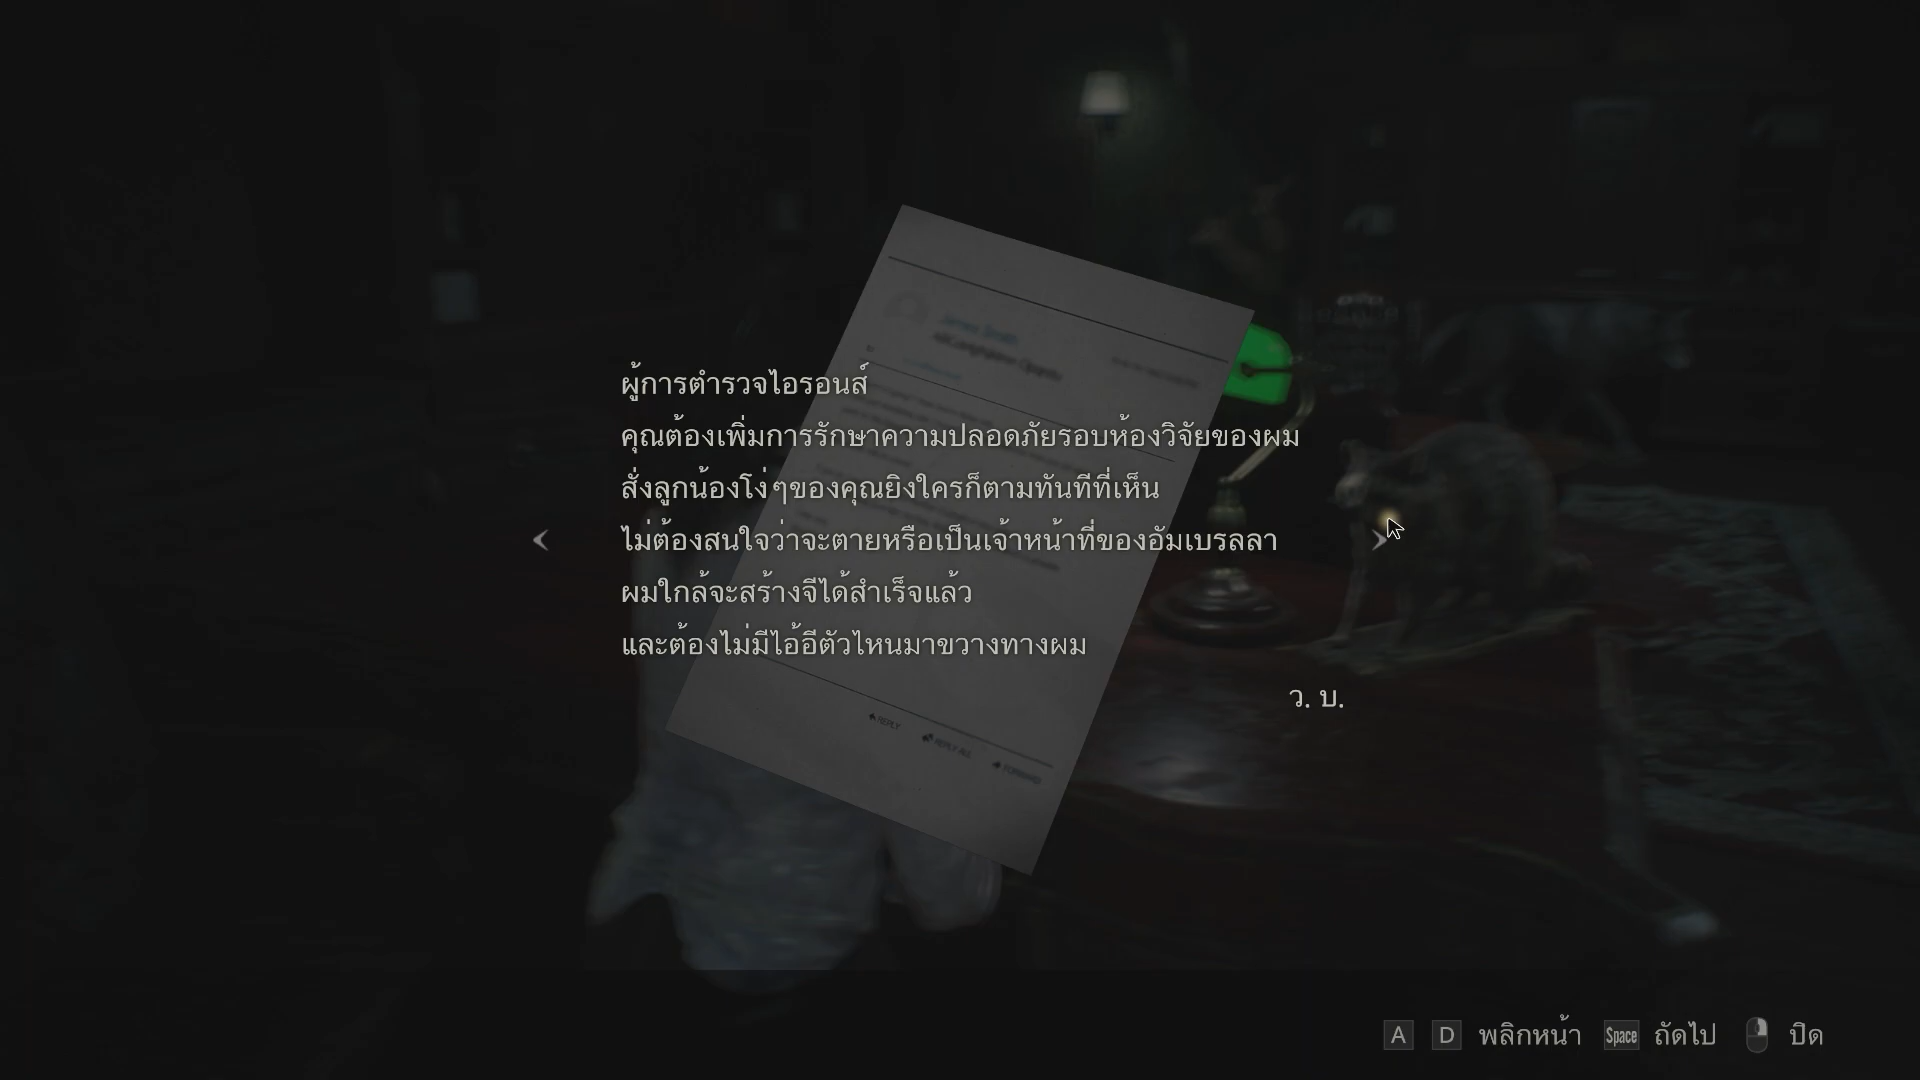 James Smith
ผู้การตำรวจไอรอนส์
คุณต้องเพิ่มการรักษาความปลอดภัยรอบห้องวิจัยของผม
สั่งลูกน้องโง่ๆของคุณยิงใครก็ตามทันทีที่เห็น
ไม่ต้องสนใจว่าจะตายหรือเป็นเจ้าหน้าที่ของอัมเบรลลา
ผมใกล้จะสร้างจีได้สำเร็จแล้ว
และต้องไม่มีไอ้อีตัวไหนมาขวางทางผม
ว. บ.
REPLY
REPLY ALL
FORWARD
A D พลิกหน้า Space ถัดไป ปิด